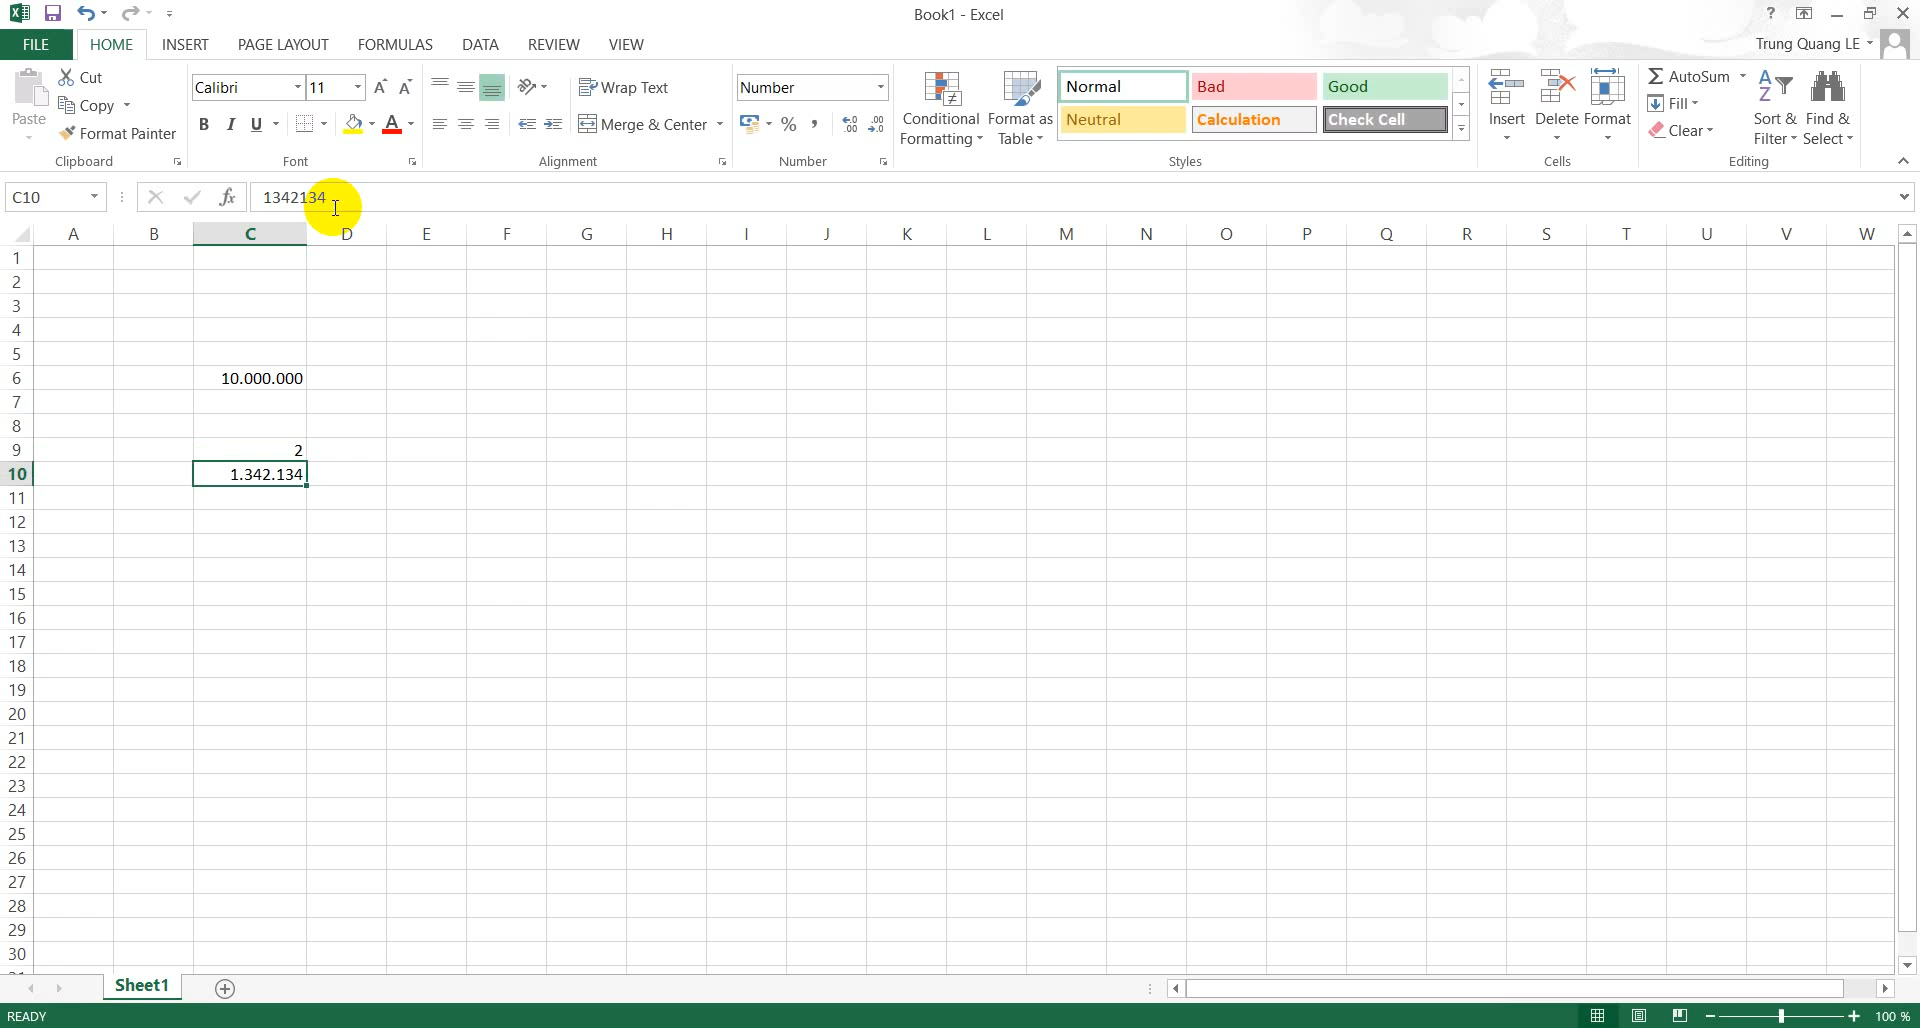 Book1 - Excel
?
FILE HOME INSERT PAGE LAYOUT FORMULAS DATA REVIEW VIEW
Trung Quang LE
Paste
Cut
Copy
Format Painter
Clipboard
Calibri 11
B I U
Font
Wrap Text
Merge & Center
Alignment
Number
%
Number
Conditional Formatting
Format as Table
Normal Bad Good
Neutral Calculation Check Cell
Styles
Insert Delete Format
Cells
AutoSum
Fill
Clear
Sort & Filter
Find & Select
Editing
C10 fx 1342134
A B C D E F G H I J K L M N O P Q R S T U V W
1
2
3
4
5
6 10.000.000
7
8
9 2
10 1.342.134
11
12
13
14
15
16
17
18
19
20
21
22
23
24
25
26
27
28
29
30
Sheet1
READY 100 %